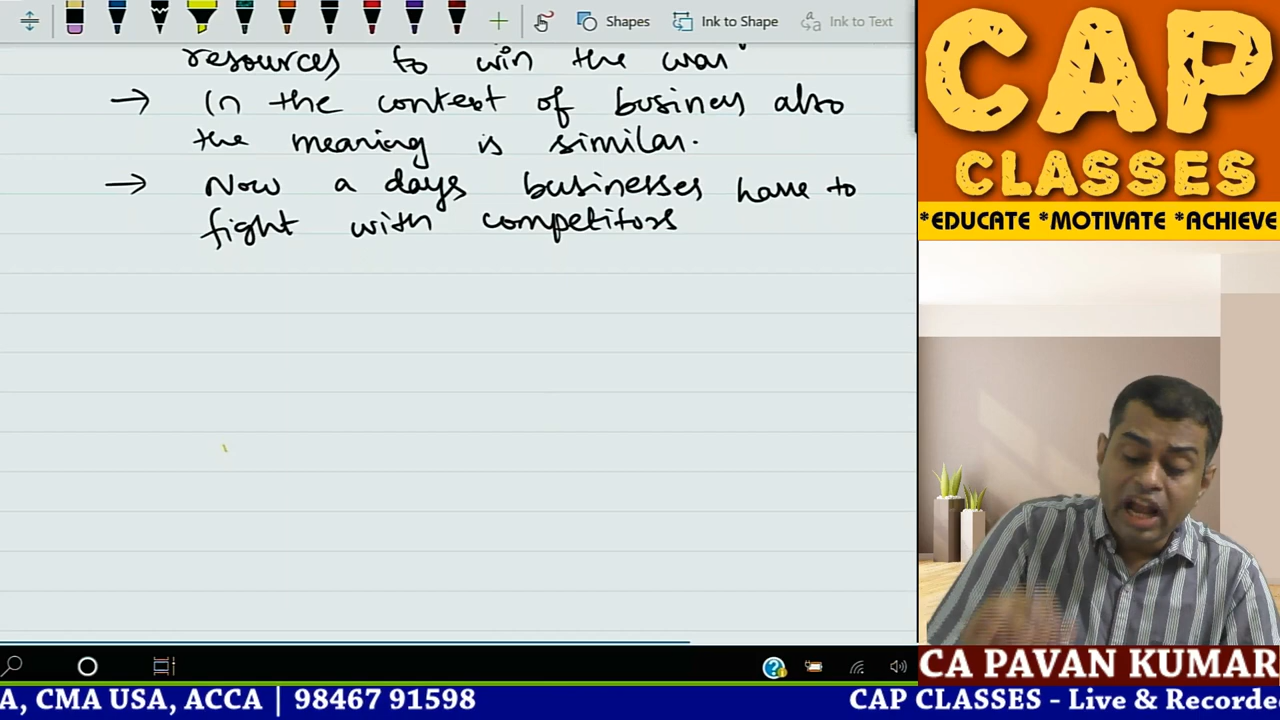 Shapes
Ink to Shape
Ink to Text
resources to win the war"
→ In the context of business also
the meaning is similar.
→ Now a days businesses have to
fight with competitors
CAP
CLASSES
*EDUCATE *MOTIVATE *ACHIEVE
CA PAVAN KUMAR
A, CMA USA, ACCA | 98467 91598
CAP CLASSES - Live & Recorde